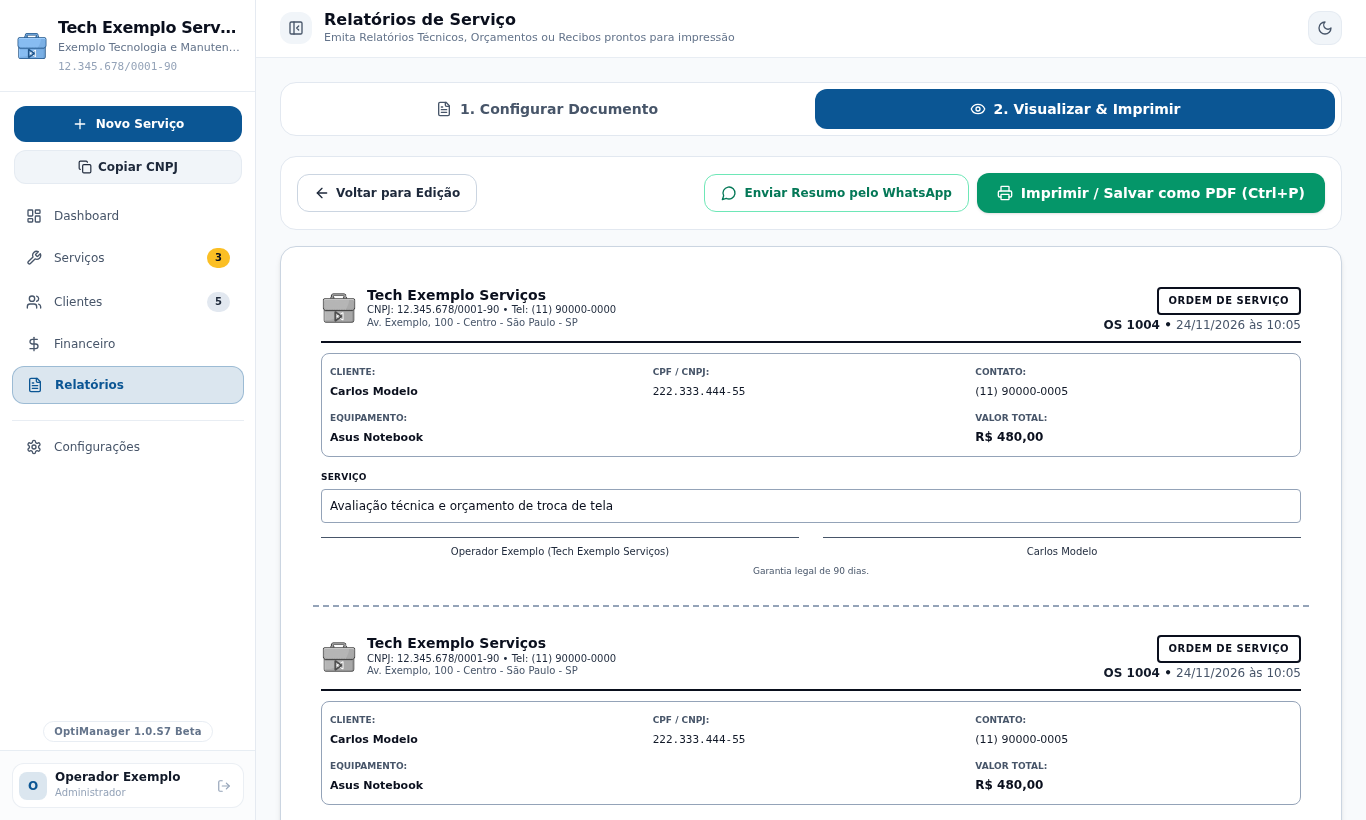 Tech Exemplo Serv...
Exemplo Tecnologia e Manuten...
12.345.678/0001-90
Novo Serviço
Copiar CNPJ
Dashboard
Serviços 3
Clientes 5
Financeiro
Relatórios
Configurações
OptiManager 1.0.S7 Beta
O
Operador Exemplo
Administrador
Relatórios de Serviço
Emita Relatórios Técnicos, Orçamentos ou Recibos prontos para impressão
1. Configurar Documento
2. Visualizar & Imprimir
Voltar para Edição
Enviar Resumo pelo WhatsApp
Imprimir / Salvar como PDF (Ctrl+P)
Tech Exemplo Serviços
CNPJ: 12.345.678/0001-90 • Tel: (11) 90000-0000
Av. Exemplo, 100 - Centro - São Paulo - SP
ORDEM DE SERVIÇO
OS 1004 • 24/11/2026 às 10:05
CLIENTE: CPF / CNPJ: CONTATO:
Carlos Modelo 222.333.444-55 (11) 90000-0005
EQUIPAMENTO: VALOR TOTAL:
Asus Notebook R$ 480,00
SERVIÇO
Avaliação técnica e orçamento de troca de tela
Operador Exemplo (Tech Exemplo Serviços) Carlos Modelo
Garantia legal de 90 dias.
Tech Exemplo Serviços
CNPJ: 12.345.678/0001-90 • Tel: (11) 90000-0000
Av. Exemplo, 100 - Centro - São Paulo - SP
ORDEM DE SERVIÇO
OS 1004 • 24/11/2026 às 10:05
CLIENTE: CPF / CNPJ: CONTATO:
Carlos Modelo 222.333.444-55 (11) 90000-0005
EQUIPAMENTO: VALOR TOTAL:
Asus Notebook R$ 480,00